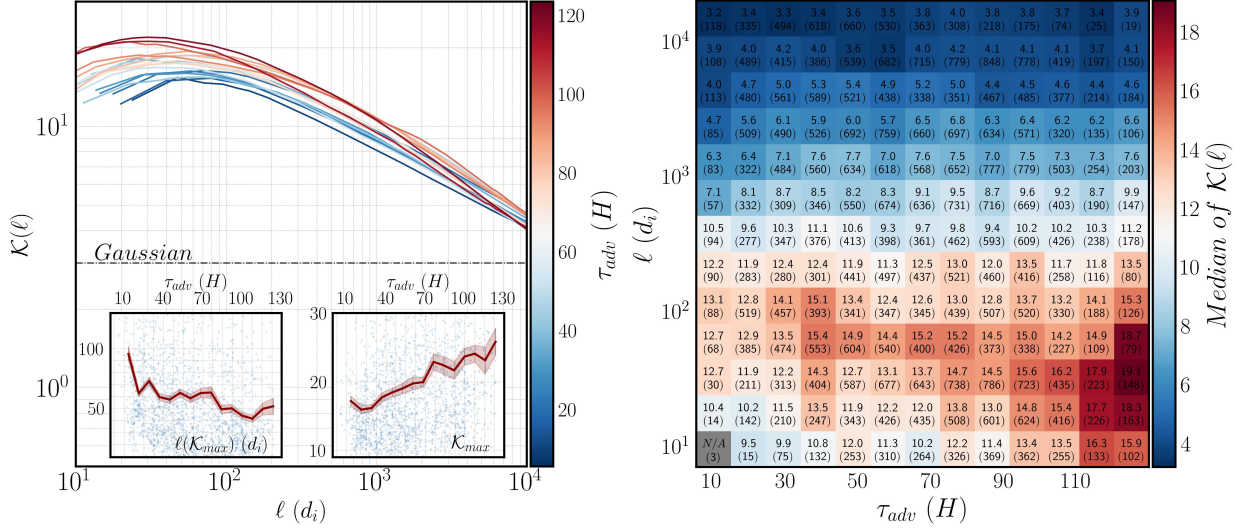 10¹
10⁰
𝒦(ℓ)
Gaussian
τ_adv (H)
10 40 70 100 130
100
50
ℓ(𝒦_max) (d_i)
τ_adv (H)
10 40 70 100 130
30
20
10
𝒦_max
10¹ 10² 10³ 10⁴
ℓ (d_i)
120
100
80
60
40
20
τ_adv (H)
10⁴
10³
10²
10¹
ℓ (d_i)
3.2 3.4 3.3 3.4 3.6 3.5 3.8 4.0 3.8 3.8 3.7 3.4 3.9
(118) (335) (494) (618) (660) (530) (363) (308) (218) (175) (74) (25) (19)
3.9 4.0 4.2 4.0 3.6 3.5 4.0 4.2 4.1 4.1 4.1 3.7 4.1
(108) (489) (415) (386) (539) (682) (715) (779) (848) (778) (419) (197) (150)
4.0 4.7 5.0 5.3 5.4 4.9 5.0 5.0 4.4 4.5 4.6 4.4 4.6
(113) (480) (561) (589) (521) (438) (338) (351) (467) (485) (377) (214) (184)
4.7 5.6 6.1 5.9 6.0 5.7 6.5 6.8 6.3 6.4 6.2 6.2 6.6
(85) (509) (490) (526) (692) (759) (660) (697) (634) (571) (320) (135) (106)
6.3 6.4 7.1 7.6 7.7 7.0 7.2 7.5 7.0 7.5 7.3 7.3 7.6
(83) (322) (484) (560) (634) (618) (568) (652) (777) (779) (503) (254) (203)
7.1 8.1 8.7 8.5 8.2 8.3 9.1 9.5 8.7 9.6 9.2 8.7 9.9
(57) (332) (309) (346) (550) (674) (636) (711) (716) (669) (403) (190) (147)
10.5 9.6 10.3 11.1 10.6 9.3 9.7 9.8 9.4 10.2 10.2 10.3 11.2
(94) (277) (347) (376) (413) (398) (361) (462) (593) (609) (426) (238) (178)
12.2 11.9 12.4 12.4 11.9 11.3 12.5 13.0 12.0 13.5 11.7 11.8 13.5
(90) (283) (280) (301) (441) (497) (437) (521) (460) (416) (258) (116) (80)
13.1 12.8 14.1 15.1 13.4 12.4 12.6 13.0 12.8 13.7 13.2 14.1 15.3
(88) (519) (457) (393) (341) (347) (345) (439) (507) (520) (330) (188) (126)
12.7 12.9 13.5 15.4 14.9 14.4 15.2 15.2 14.5 15.0 14.2 14.9 18.7
(68) (385) (474) (553) (604) (540) (400) (426) (373) (338) (227) (109) (79)
12.7 11.9 12.2 14.3 12.7 13.1 13.7 14.7 14.5 15.6 16.2 17.9 19.1
(30) (211) (313) (404) (587) (677) (643) (738) (786) (723) (435) (223) (148)
10.4 10.2 11.5 13.5 11.9 12.2 12.0 13.8 13.0 14.8 15.4 17.7 18.3
(14) (142) (210) (247) (343) (426) (435) (508) (601) (624) (416) (226) (163)
N/A 9.5 9.9 10.8 12.0 11.3 10.2 12.2 11.4 13.4 13.5 16.3 15.9
(3) (15) (75) (132) (253) (310) (264) (326) (369) (362) (255) (133) (102)
10 30 50 70 90 110
τ_adv (H)
18
16
14
12
10
8
6
4
Median of 𝒦(ℓ)